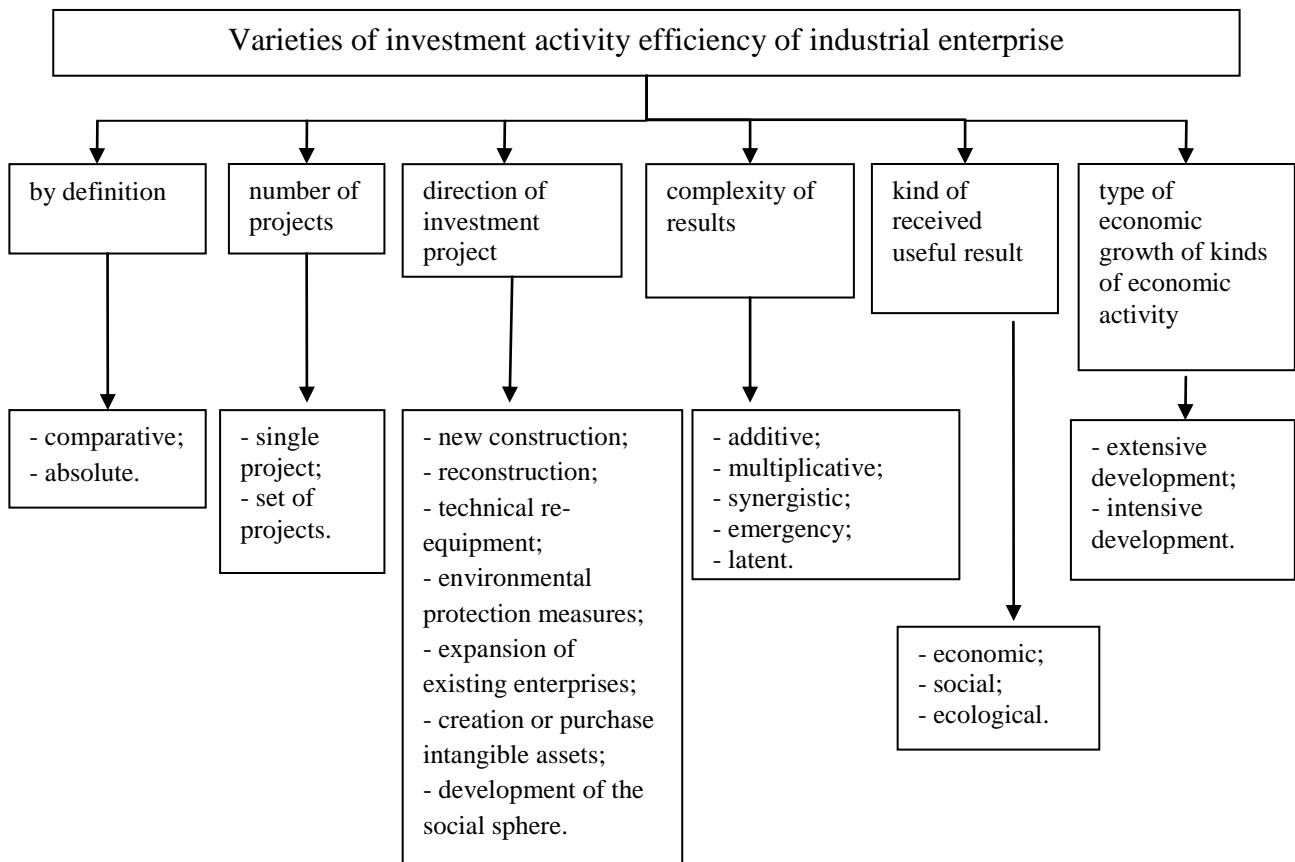 Varieties of investment activity efficiency of industrial enterprise
by definition
number of
projects
direction of
investment
project
complexity of
results
kind of
received
useful result
type of
economic
growth of kinds
of economic
activity
- comparative;
- absolute.
- single
project;
- set of
projects.
- new construction;
- reconstruction;
- technical re-
equipment;
- environmental
protection measures;
- expansion of
existing enterprises;
- creation or purchase
intangible assets;
- development of the
social sphere.
- additive;
- multiplicative;
- synergistic;
- emergency;
- latent.
- economic;
- social;
- ecological.
- extensive
development;
- intensive
development.